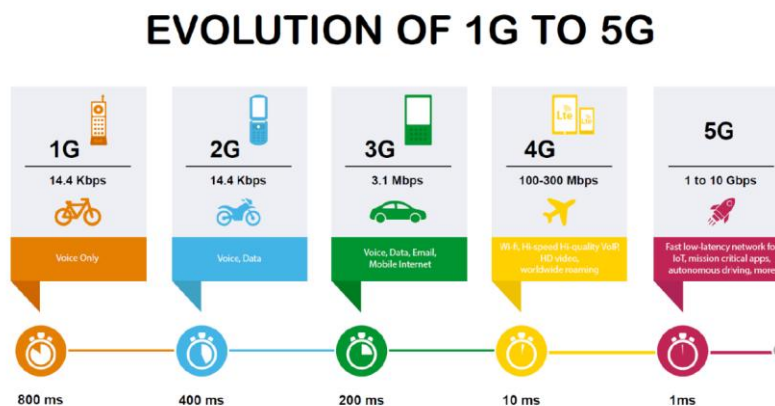 EVOLUTION OF 1G TO 5G
1G
14.4 Kbps
Voice Only
800 ms
2G
14.4 Kbps
Voice, Data
400 ms
3G
3.1 Mbps
Voice, Data, Email,
Mobile Internet
200 ms
Lte
Lte
4G
100-300 Mbps
Wi-fi, Hi-speed Hi-quality VoIP,
HD video,
worldwide roaming
10 ms
5G
1 to 10 Gbps
Fast low-latency network fo
IoT, mission critical apps,
autonomous driving, more
1ms